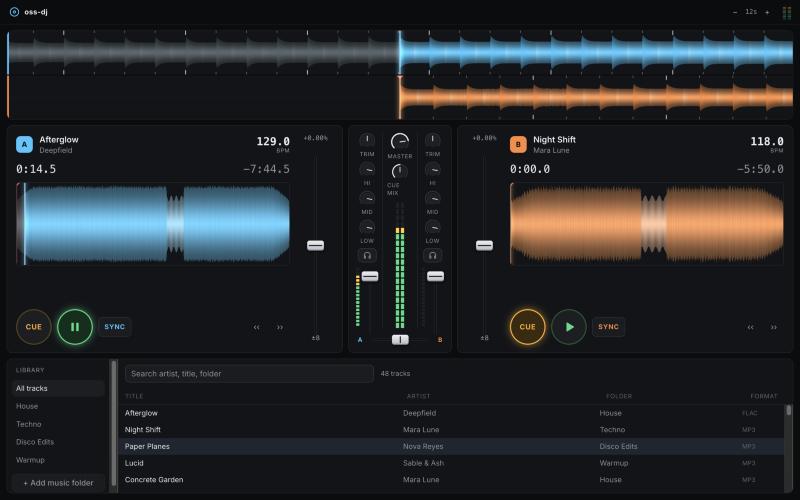 oss-dj
− 12s +
A Afterglow 129.0
Deepfield BPM
0:14.5 −7:44.5
+0.00%
CUE
SYNC
‹‹ ››
±8
TRIM MASTER TRIM
HI CUE MIX HI
MID MID
LOW LOW
A B
+0.00%
B Night Shift 118.0
Mara Lune BPM
0:00.0 −5:50.0
CUE
SYNC
‹‹ ››
±8
LIBRARY
All tracks
House
Techno
Disco Edits
Warmup
+ Add music folder
Search artist, title, folder 48 tracks
TITLE ARTIST FOLDER FORMAT
Afterglow Deepfield House FLAC
Night Shift Mara Lune Techno MP3
Paper Planes Nova Reyes Disco Edits MP3
Lucid Sable & Ash Warmup MP3
Concrete Garden Mara Lune House MP3